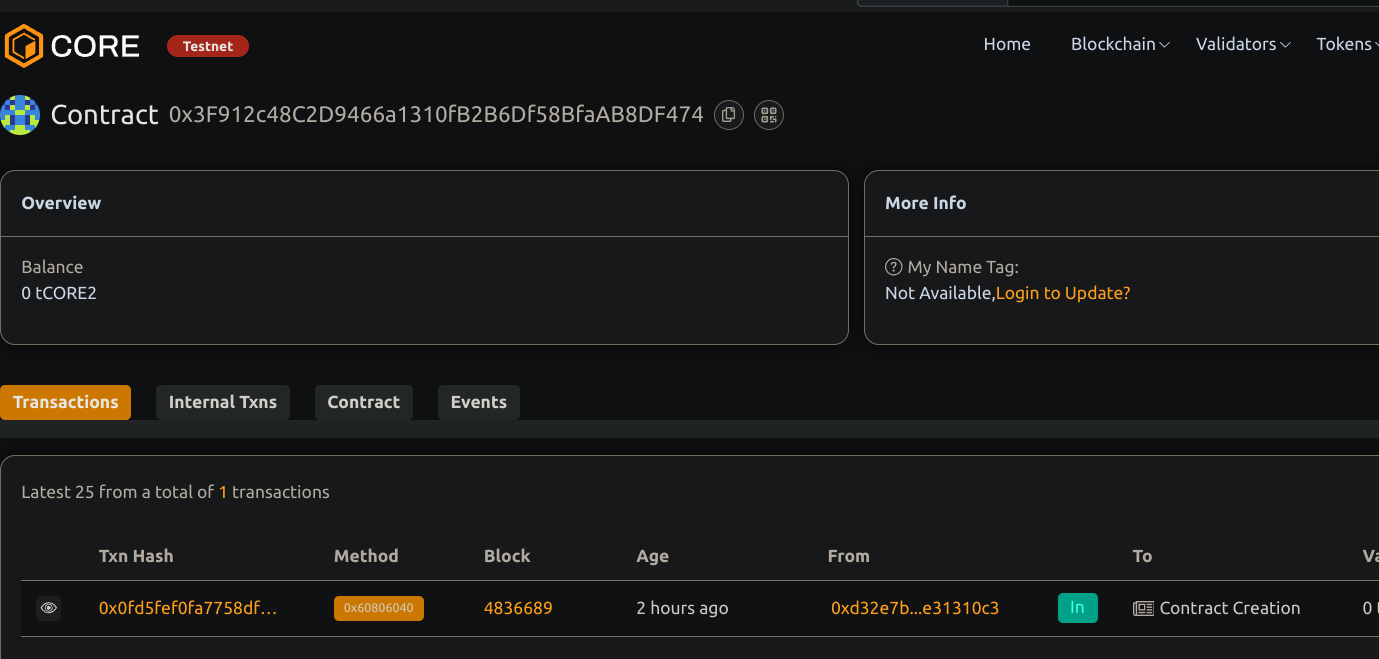 CORE Testnet Home Blockchain Validators Tokens
Contract 0x3F912c48C2D9466a1310fB2B6Df58BfaAB8DF474
Overview
Balance
0 tCORE2
More Info
My Name Tag:
Not Available,Login to Update?
Transactions Internal Txns Contract Events
Latest 25 from a total of 1 transactions
Txn Hash Method Block Age From To
0x0fd5fef0fa7758df... 0x60806040 4836689 2 hours ago 0xd32e7b...e31310c3 In Contract Creation 0